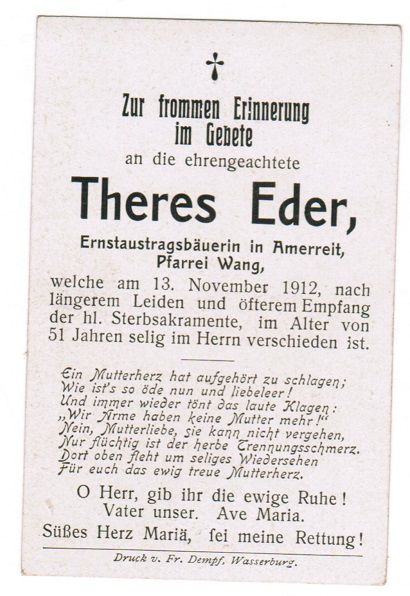 Zur frommen Erinnerung
im Gebete
an die ehrengeachtete
Theres Eder,
Ernstaustragsbäuerin in Amerreit,
Pfarrei Wang,
welche am 13. November 1912, nach
längerem Leiden und öfterem Empfang
der hl. Sterbsakramente, im Alter von
51 Jahren selig im Herrn verschieden ist.
Ein Mutterherz hat aufgehört zu schlagen;
Wie ist's so öde nun und liebeleer!
Und immer wieder tönt das laute Klagen:
„Wir Arme haben keine Mutter mehr!"
Nein, Mutterliebe, sie kann nicht vergehen,
Nur flüchtig ist der herbe Trennungsschmerz.
Dort oben fleht um seliges Wiedersehen
Für euch das ewig treue Mutterherz.
O Herr, gib ihr die ewige Ruhe!
Vater unser. Ave Maria.
Süßes Herz Mariä, sei meine Rettung!
Druck v. Fr. Dempf, Wasserburg.